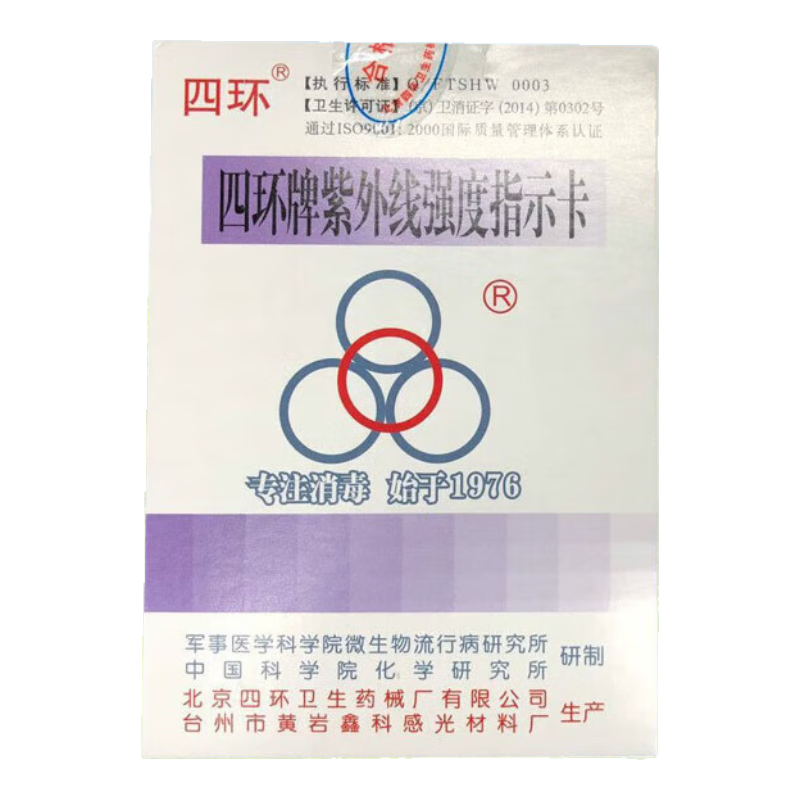 四环®
【执行标准】Q/FTSHW 0003
【卫生许可证】(京)卫消证字(2014)第0302号
通过ISO9001:2000国际质量管理体系认证
合格
四环牌紫外线强度指示卡
®
专注消毒 始于1976
军事医学科学院微生物流行病研究所
中国科学院化学研究所
研制
北京四环卫生药械厂有限公司
台州市黄岩鑫科感光材料厂
生产